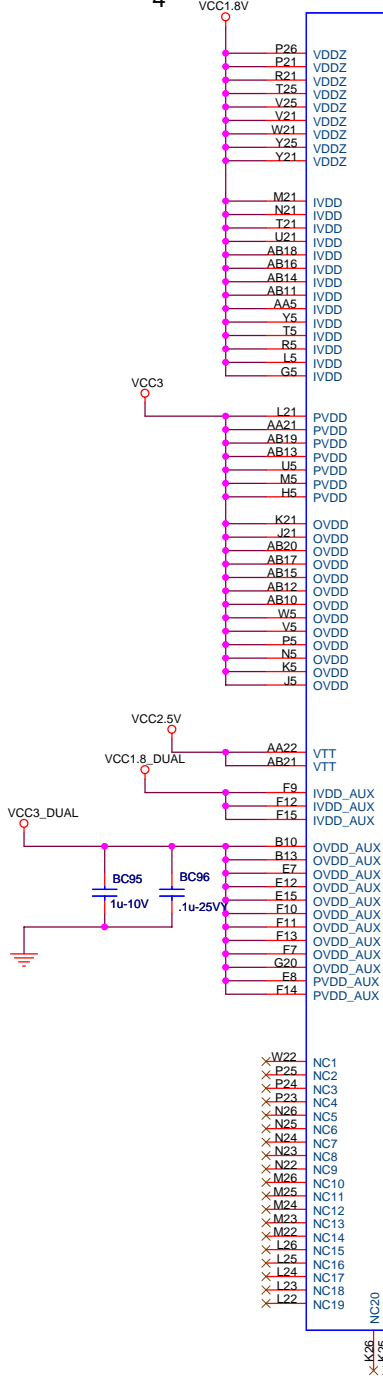 4
VCC1.8V
P26 VDDZ
P21 VDDZ
R21 VDDZ
T25 VDDZ
V25 VDDZ
V21 VDDZ
W21 VDDZ
Y25 VDDZ
Y21 VDDZ
M21 IVDD
N21 IVDD
T21 IVDD
U21 IVDD
AB18 IVDD
AB16 IVDD
AB14 IVDD
AB11 IVDD
AA5 IVDD
Y5 IVDD
T5 IVDD
R5 IVDD
L5 IVDD
G5 IVDD
VCC3
L21 PVDD
AA21 PVDD
AB19 PVDD
AB13 PVDD
U5 PVDD
M5 PVDD
H5 PVDD
K21 OVDD
J21 OVDD
AB20 OVDD
AB17 OVDD
AB15 OVDD
AB12 OVDD
AB10 OVDD
W5 OVDD
V5 OVDD
P5 OVDD
N5 OVDD
K5 OVDD
J5 OVDD
VCC2.5V
AA22 VTT
AB21 VTT
VCC1.8_DUAL
F9 IVDD_AUX
F12 IVDD_AUX
F15 IVDD_AUX
VCC3_DUAL
B10 OVDD_AUX
B13 OVDD_AUX
E7 OVDD_AUX
E12 OVDD_AUX
E15 OVDD_AUX
F10 OVDD_AUX
F11 OVDD_AUX
F13 OVDD_AUX
F7 OVDD_AUX
G20 OVDD_AUX
E8 PVDD_AUX
F14 PVDD_AUX
BC95
1u-10V
BC96
.1u-25VY
W22 NC1
P25 NC2
P24 NC3
P23 NC4
N26 NC5
N25 NC6
N24 NC7
N23 NC8
N22 NC9
M26 NC10
M25 NC11
M24 NC12
M23 NC13
M22 NC14
L26 NC15
L25 NC16
L24 NC17
L23 NC18
L22 NC19
NC20
K26
K25